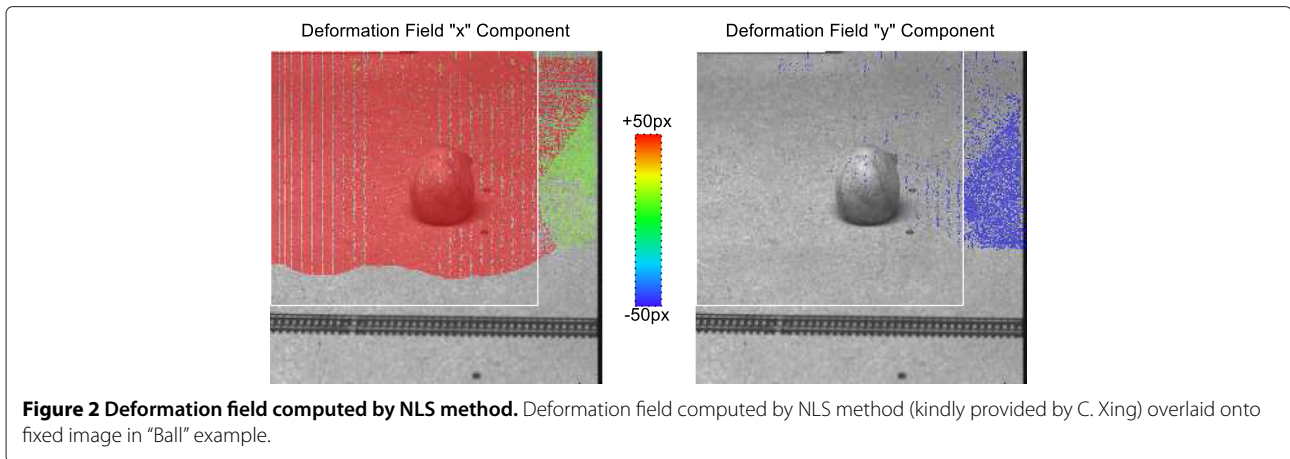 Deformation Field "x" Component
Deformation Field "y" Component
+50px
-50px
Figure 2 Deformation field computed by NLS method. Deformation field computed by NLS method (kindly provided by C. Xing) overlaid onto
fixed image in “Ball” example.